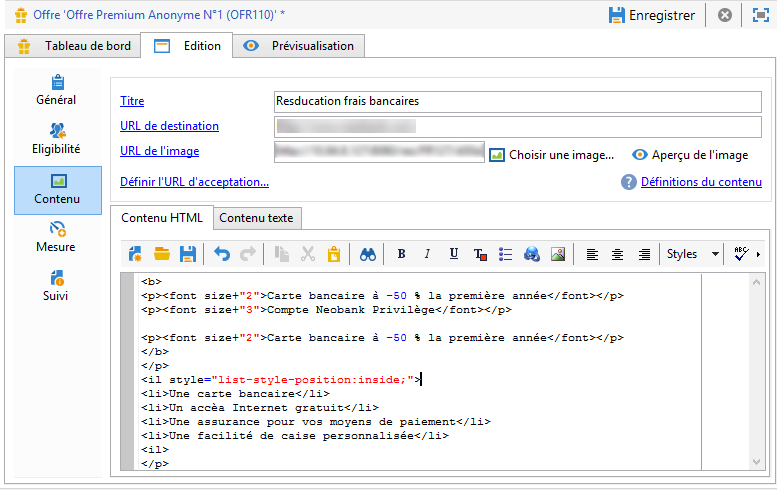 Offre 'Offre Premium Anonyme N°1 (OFR110)' *
Enregistrer
Tableau de bord
Edition
Prévisualisation
Général
Eligibilité
Contenu
Mesure
Suivi
Titre
Resducation frais bancaires
URL de destination
URL de l'image
Choisir une image...
Aperçu de l'image
Définir l'URL d'acceptation...
? Définitions du contenu
Contenu HTML
Contenu texte
B I U T Styles ABC
<b>
<p><font size+"2">Carte bancaire à -50 % la première année</font></p>
<p><font size+"3">Compte Neobank Privilège</font></p>
<p><font size+"2">Carte bancaire à -50 % la première année</font></p>
</b>
</p>
<il style="list-style-position:inside;">
<li>Une carte bancaire</li>
<li>Un accèa Internet gratuit</li>
<li>Une assurance pour vos moyens de paiement</li>
<li>Une facilité de caise personnalisée</li>
<il>
</p>